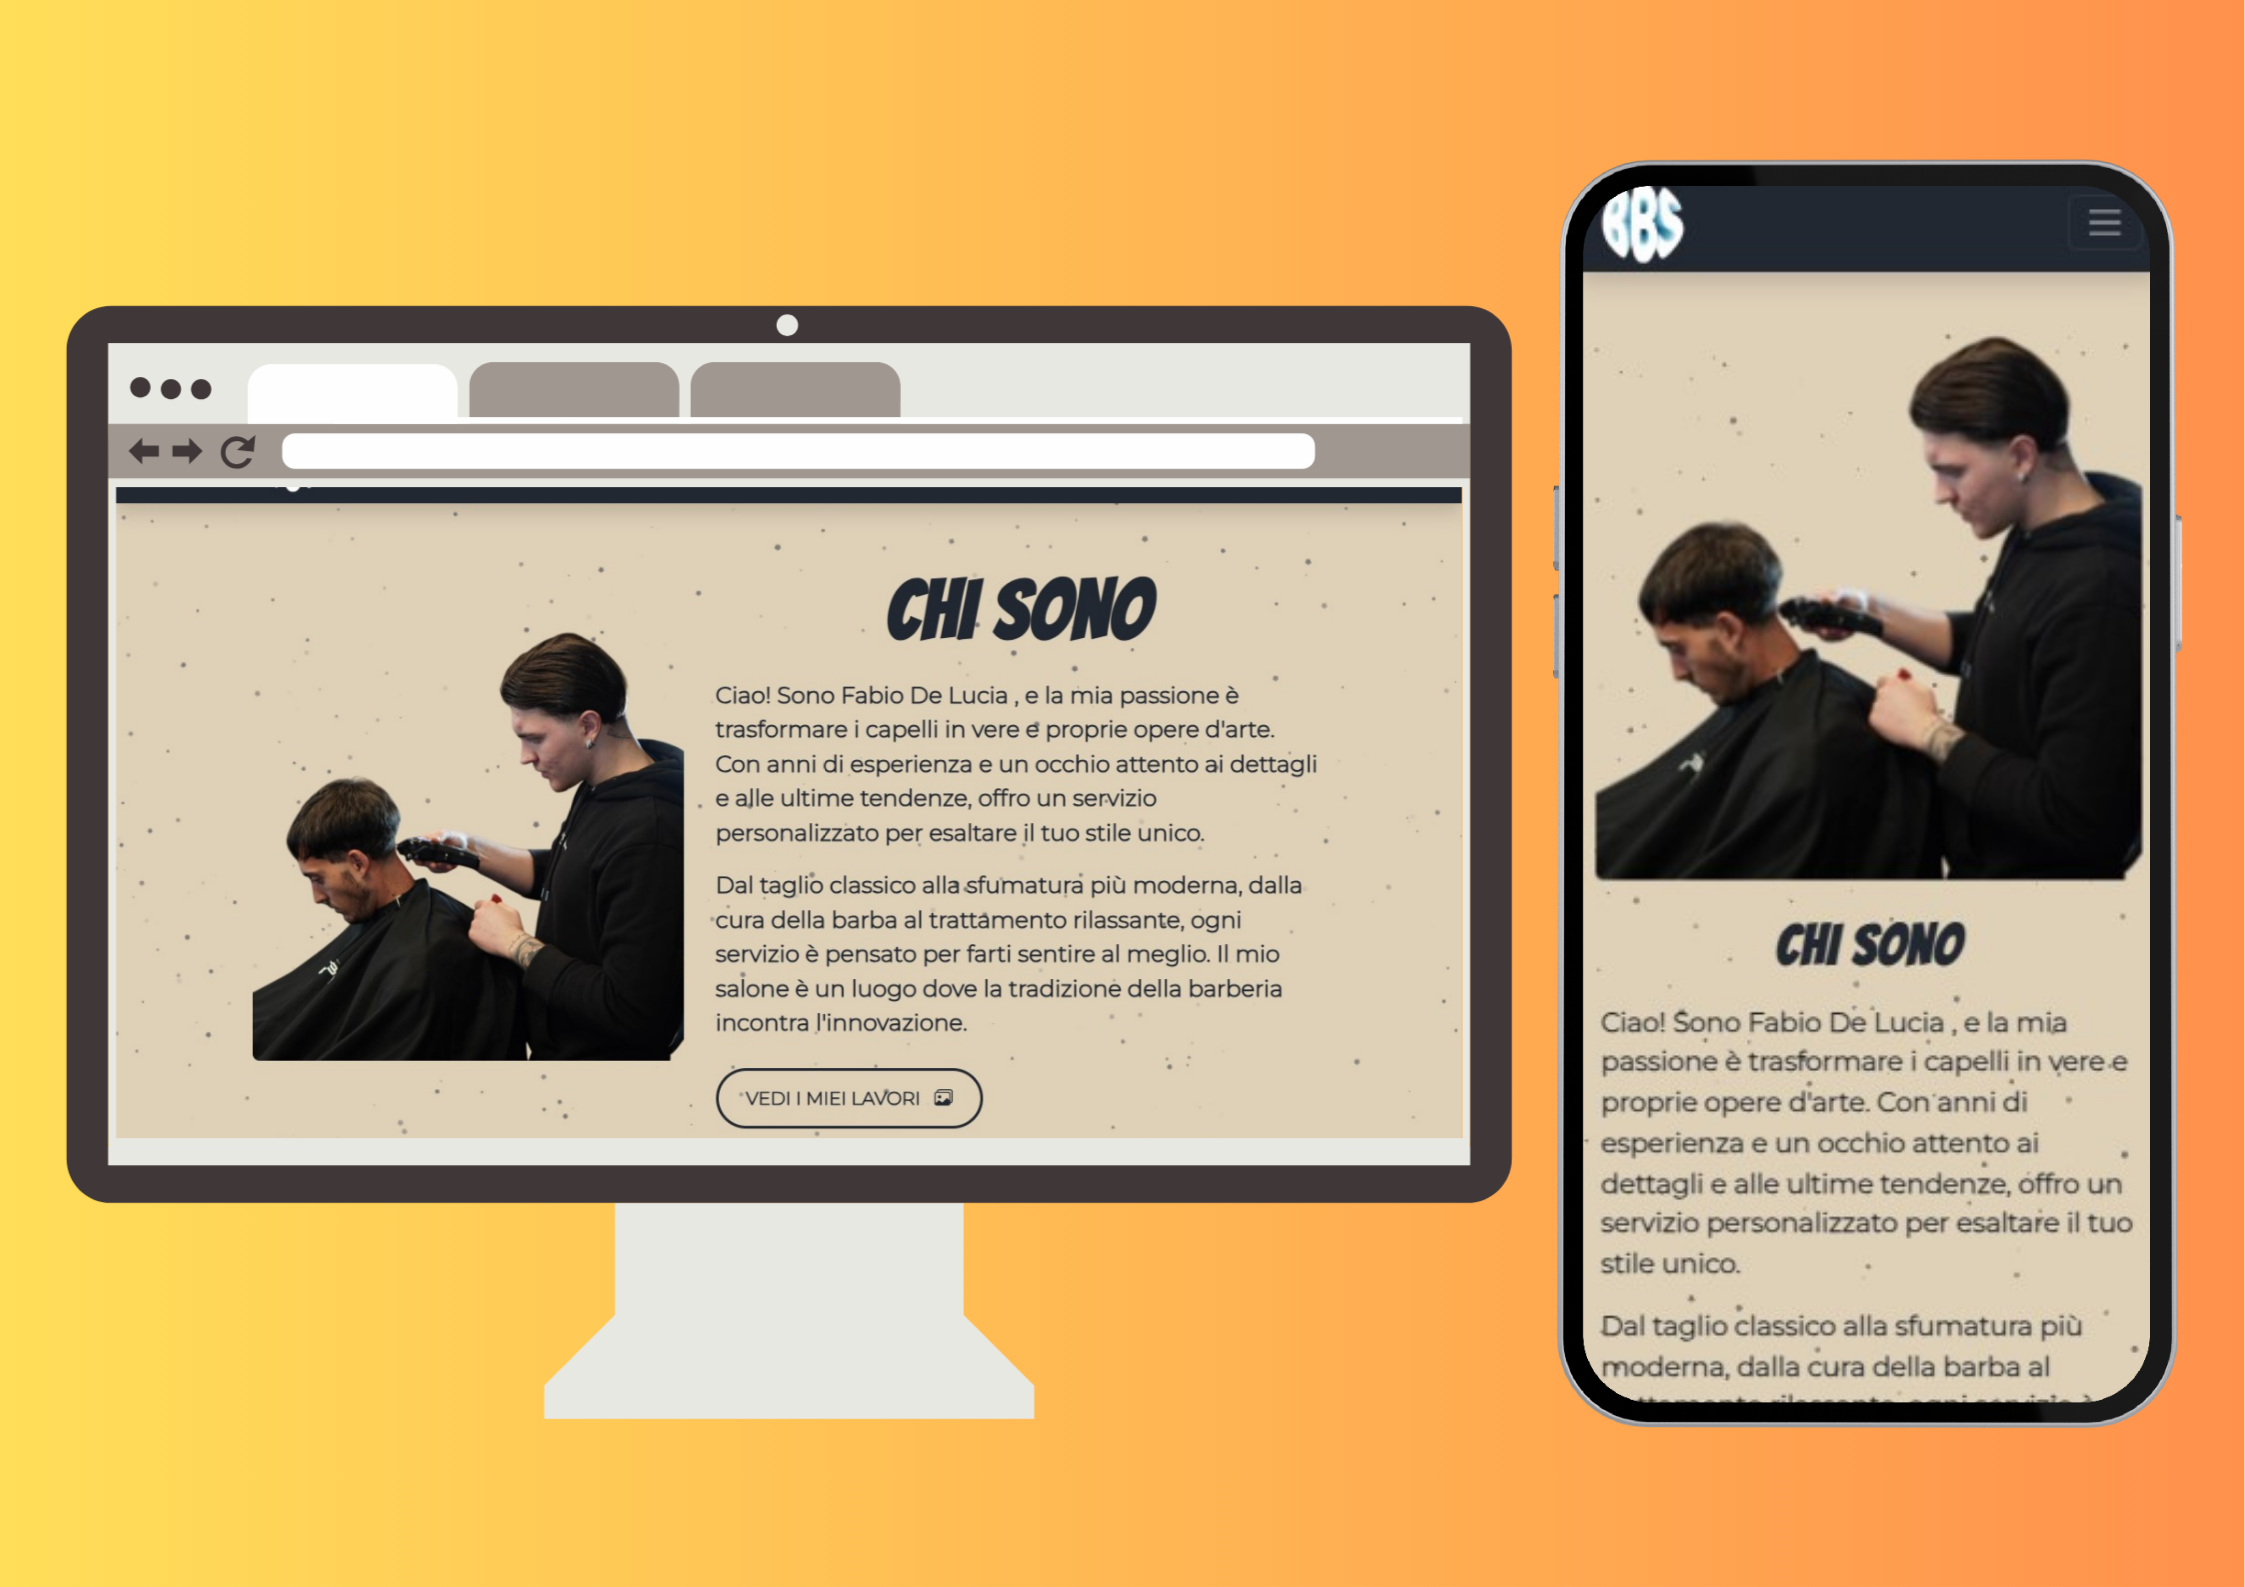 CHI SONO
Ciao! Sono Fabio De Lucia , e la mia passione è
trasformare i capelli in vere e proprie opere d'arte.
Con anni di esperienza e un occhio attento ai dettagli
e alle ultime tendenze, offro un servizio
personalizzato per esaltare il tuo stile unico.
Dal taglio classico alla sfumatura più moderna, dalla
cura della barba al trattamento rilassante, ogni
servizio è pensato per farti sentire al meglio. Il mio
salone è un luogo dove la tradizione della barberia
incontra l'innovazione.
VEDI I MIEI LAVORI
BBS
CHI SONO
Ciao! Sono Fabio De Lucia , e la mia
passione è trasformare i capelli in vere e
proprie opere d'arte. Con anni di
esperienza e un occhio attento ai
dettagli e alle ultime tendenze, offro un
servizio personalizzato per esaltare il tuo
stile unico.
Dal taglio classico alla sfumatura più
moderna, dalla cura della barba al